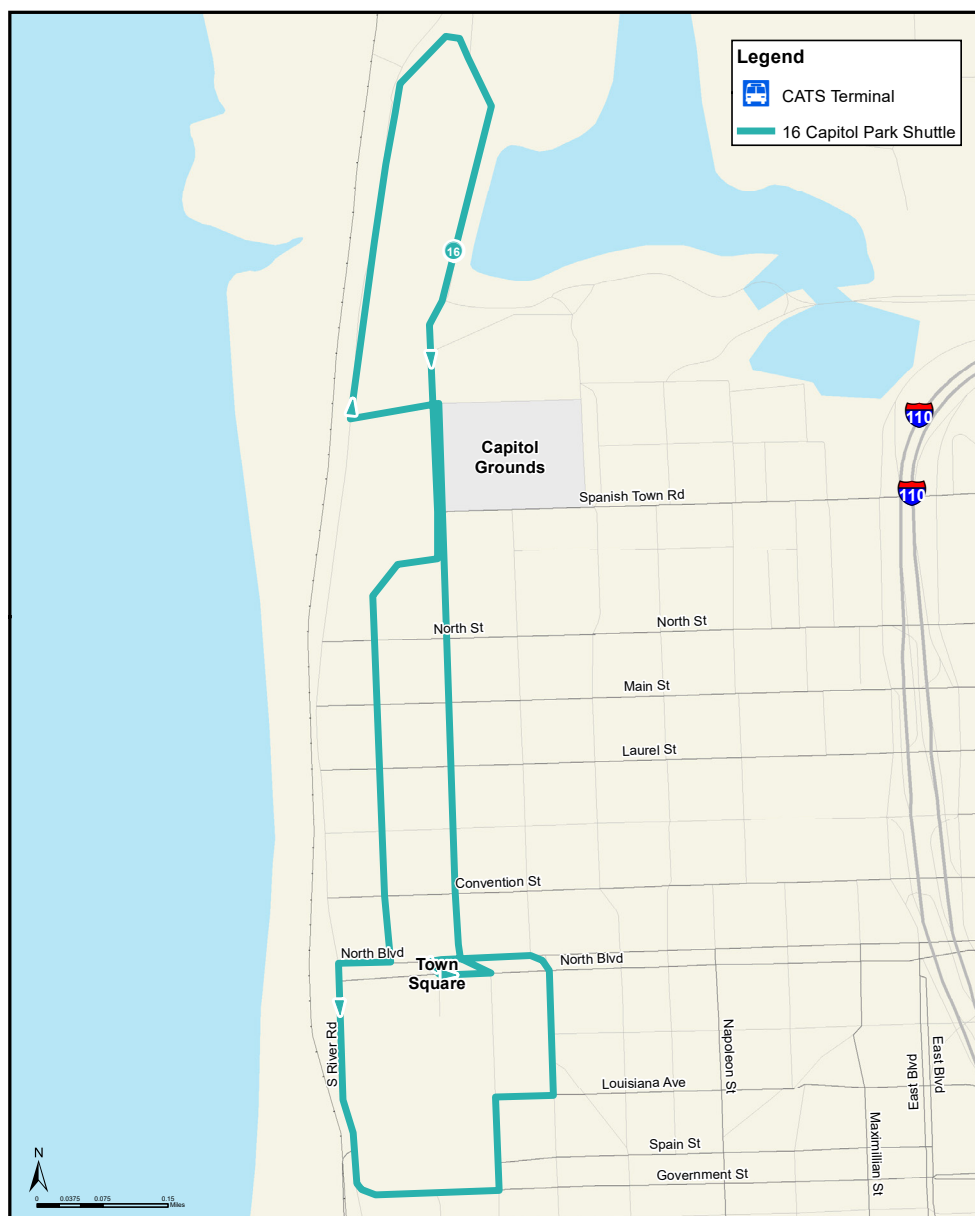 Legend
CATS Terminal
16 Capitol Park Shuttle
16
110
Capitol
Grounds
110
Spanish Town Rd
North St
North St
Main St
Laurel St
Convention St
North Blvd
North Blvd
Town
Square
S River Rd
Napoleon St
East Blvd
East Blvd
Louisiana Ave
Maximillian St
Spain St
Government St
N
0 0.0375 0.075 0.15
Miles